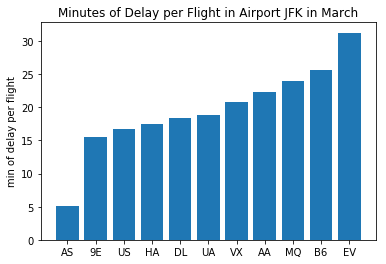 Minutes of Delay per Flight in Airport JFK in March
min of delay per flight
30
25
20
15
10
5
0
AS 9E US HA DL UA VX AA MQ B6 EV